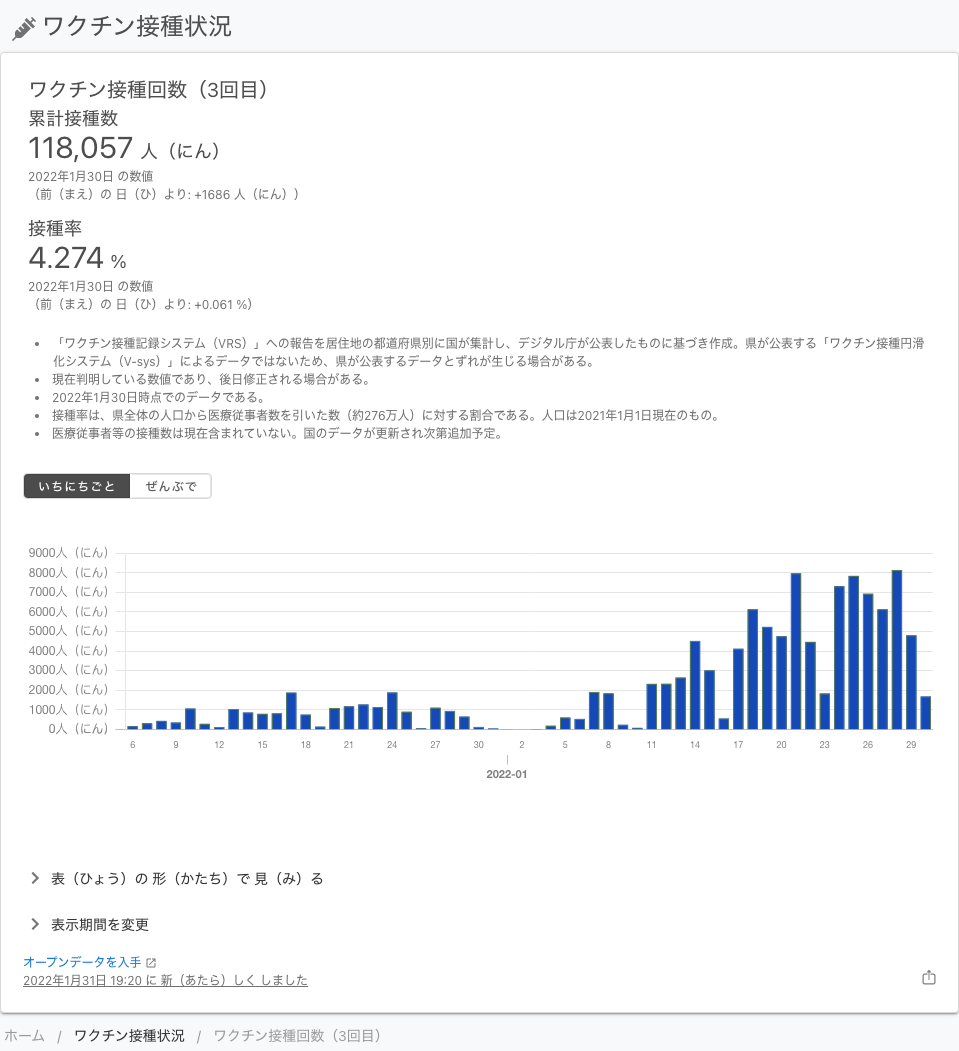 ワクチン接種状況
ワクチン接種回数（3回目）
累計接種数
118,057 人（にん）
2022年1月30日 の数値
（前（まえ）の 日（ひ）より: +1686 人（にん））
接種率
4.274 %
2022年1月30日 の数値
（前（まえ）の 日（ひ）より: +0.061 %）
• 「ワクチン接種記録システム（VRS）」への報告を居住地の都道府県別に国が集計し、デジタル庁が公表したものに基づき作成。県が公表する「ワクチン接種円滑
化システム（V-sys）」によるデータではないため、県が公表するデータとずれが生じる場合がある。
• 現在判明している数値であり、後日修正される場合がある。
• 2022年1月30日時点でのデータである。
• 接種率は、県全体の人口から医療従事者数を引いた数（約276万人）に対する割合である。人口は2021年1月1日現在のもの。
• 医療従事者等の接種数は現在含まれていない。国のデータが更新され次第追加予定。
いちにちごと ぜんぶで
9000人（にん）
8000人（にん）
7000人（にん）
6000人（にん）
5000人（にん）
4000人（にん）
3000人（にん）
2000人（にん）
1000人（にん）
0人（にん）
6 9 12 15 18 21 24 27 30 2 5 8 11 14 17 20 23 26 29
2022-01
表（ひょう）の 形（かたち）で 見（み）る
表示期間を変更
オープンデータを入手
2022年1月31日 19:20 に 新（あたら）しく しました
ホーム / ワクチン接種状況 / ワクチン接種回数（3回目）